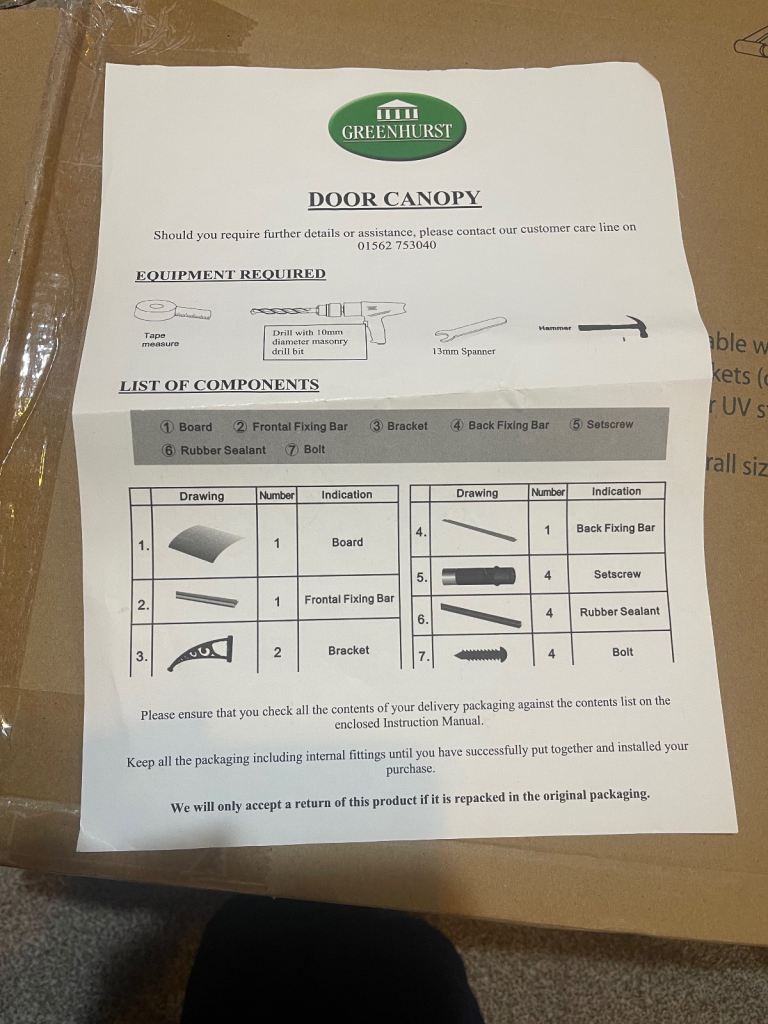 GREENHURST
DOOR CANOPY
Should you require further details or assistance, please contact our customer care line on
01562 753040
EQUIPMENT REQUIRED
Tape
measure
Drill with 10mm
diameter masonry
drill bit
13mm Spanner
Hammer
LIST OF COMPONENTS
① Board ② Frontal Fixing Bar ③ Bracket ④ Back Fixing Bar ⑤ Setscrew
⑥ Rubber Sealant ⑦ Bolt
Drawing Number Indication
1. 1 Board
2. 1 Frontal Fixing Bar
3. 2 Bracket
Drawing Number Indication
4. 1 Back Fixing Bar
5. 4 Setscrew
6. 4 Rubber Sealant
7. 4 Bolt
Please ensure that you check all the contents of your delivery packaging against the contents list on the
enclosed Instruction Manual.
Keep all the packaging including internal fittings until you have successfully put together and installed your
purchase.
We will only accept a return of this product if it is repacked in the original packaging.
able w
kets (
r UV s
rall siz